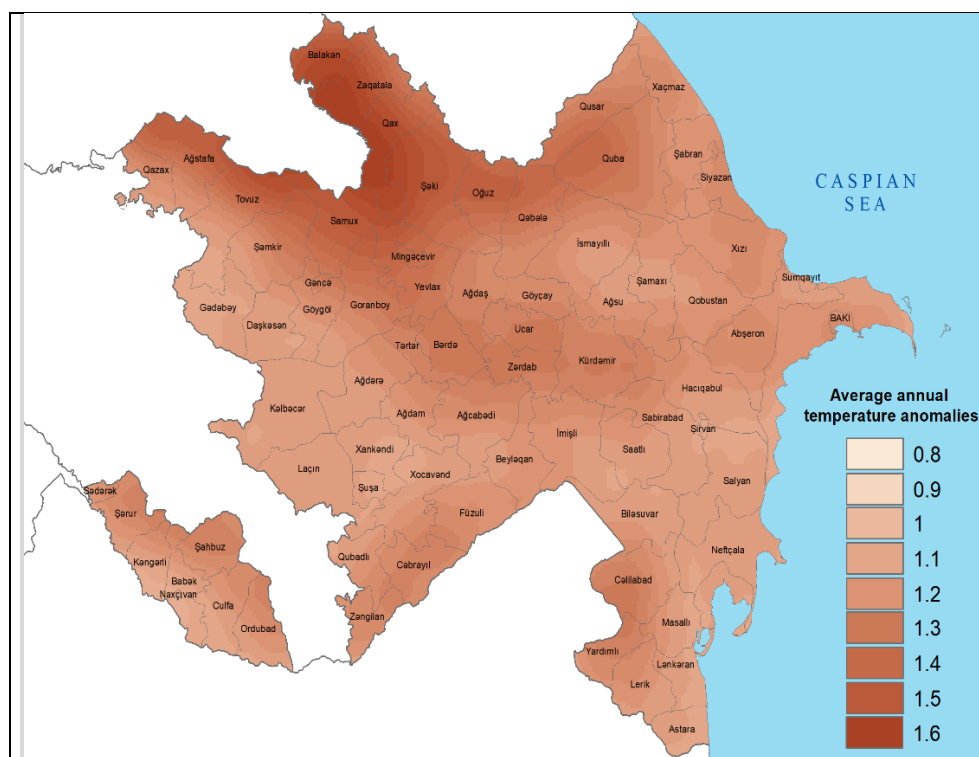 Balakən
Zaqatala
Xaçmaz
Qusar
Qax
Ağstafa
Quba
Şabran
Qazax
Siyəzən
CASPIAN
SEA
Şəki
Oğuz
Tovuz
Samux
Qəbələ
Şəmkir
İsmayıllı
Xızı
Mingəçevir
Sumqayıt
Gəncə
Yevlax
Ağdaş
Göyçay
Şamaxı
Ağsu
Qobustan
Gədəbəy
Göygöl
Goranboy
Daşkəsən
Ucar
BAKI
Abşeron
Tərtər
Bərdə
Zərdab
Kürdəmir
Ağdərə
Hacıqabul
Average annual
temperature anomalies
Kəlbəcər
Ağdam
Ağcabədi
Sabirabad
Şirvan
İmişli
Xankəndi
Saatlı
0.8
Laçın
Xocavənd
Beyləqan
Salyan
Şuşa
0.9
Sədərək
Şərur
Füzuli
Biləsuvar
1
Şahbuz
Qubadlı
Neftçala
Kəngərli
Cəbrayıl
1.1
Babək
Cəlilabad
Naxçıvan
Culfa
1.2
Zəngilan
Masallı
Ordubad
1.3
Yardımlı
Lənkəran
1.4
Lerik
1.5
Astara
1.6